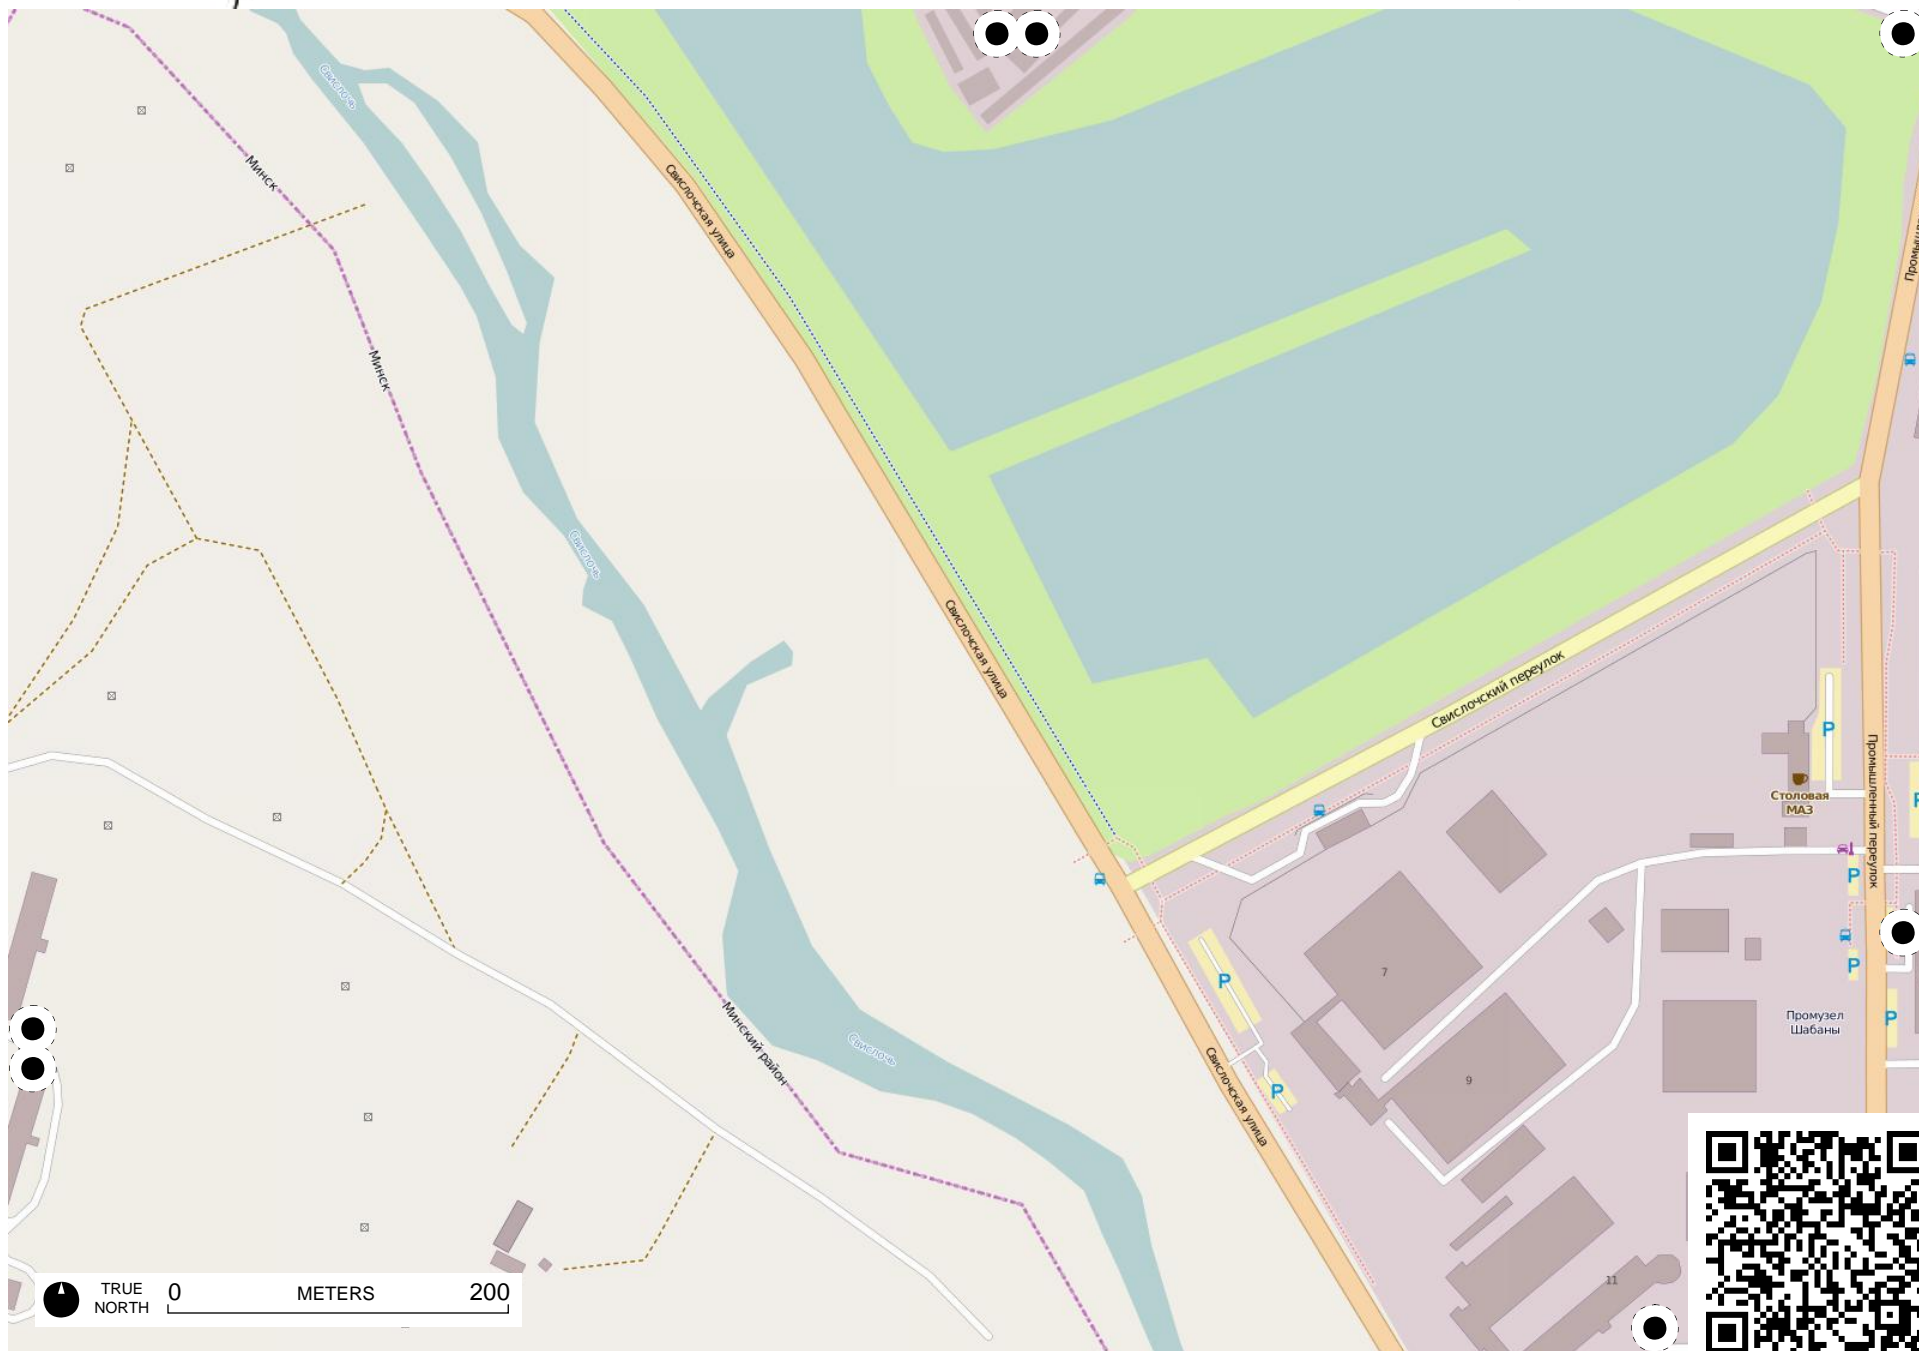 Свислочь
Минск
Свислочская улица
Минск
Свислочь
Свислочская улица
Свислочский переулок
P
Столовая
МАЗ
Промышленный переулок
P
7
P
P
Промузел
Шабаны
P
Минский район
Свислочь
Свислочская улица
9
P
11
TRUE
NORTH
0 METERS 200